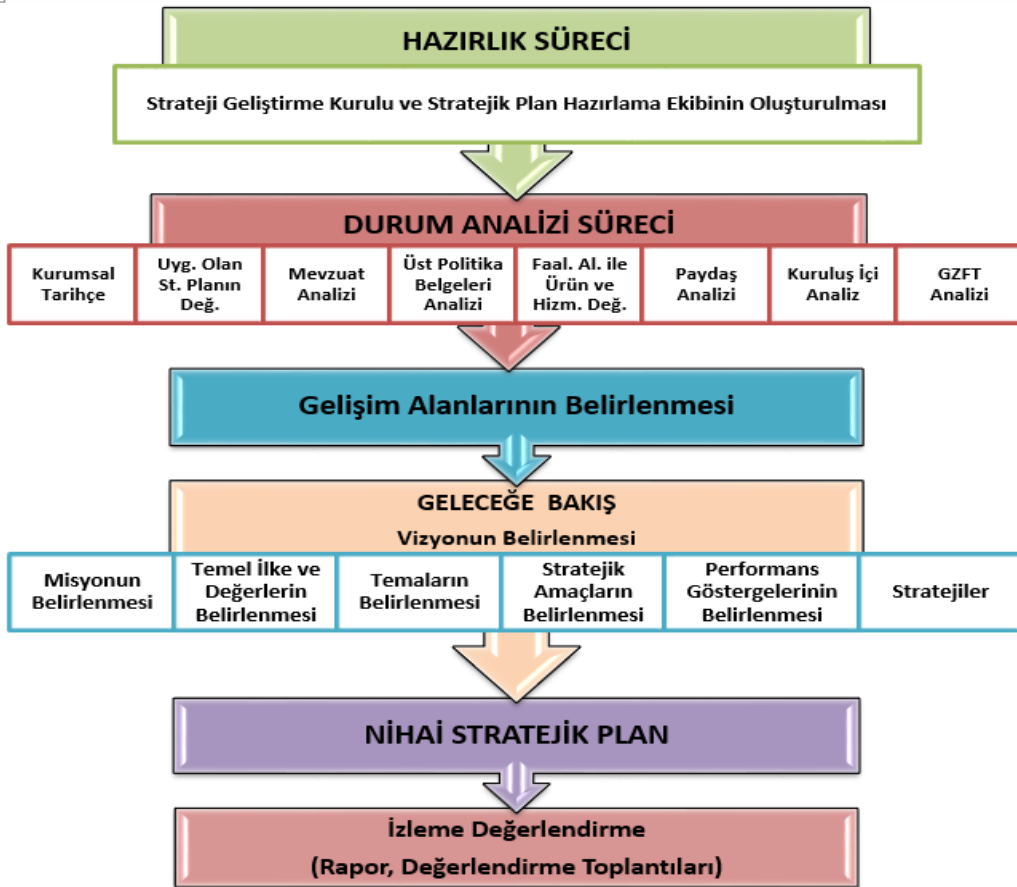 HAZIRLIK SÜRECİ
Strateji Geliştirme Kurulu ve Stratejik Plan Hazırlama Ekibinin Oluşturulması
DURUM ANALİZİ SÜRECİ
Kurumsal
Tarihçe
Uyg. Olan
St. Planın
Değ.
Mevzuat
Analizi
Üst Politika
Belgeleri
Analizi
Faal. Al. ile
Ürün ve
Hizm. Değ.
Paydaş
Analizi
Kuruluş İçi
Analiz
GZFT
Analizi
Gelişim Alanlarının Belirlenmesi
GELECEĞE BAKIŞ
Vizyonun Belirlenmesi
Misyonun
Belirlenmesi
Temel İlke ve
Değerlerin
Belirlenmesi
Temaların
Belirlenmesi
Stratejik
Amaçların
Belirlenmesi
Performans
Göstergelerinin
Belirlenmesi
Stratejiler
NİHAİ STRATEJİK PLAN
İzleme Değerlendirme
(Rapor, Değerlendirme Toplantıları)